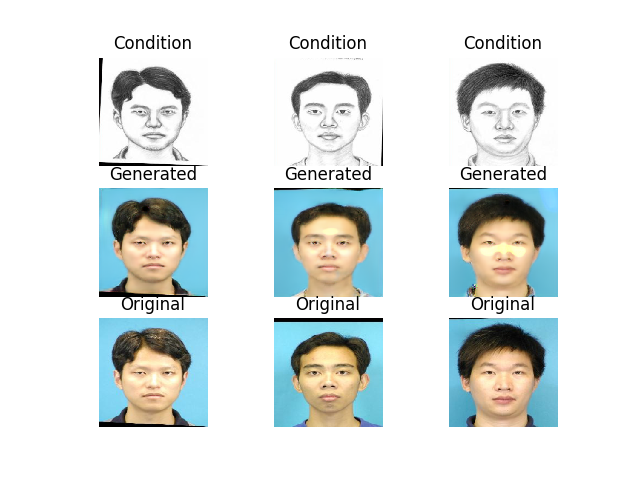 Condition Condition Condition
Generated Generated Generated
Original Original Original